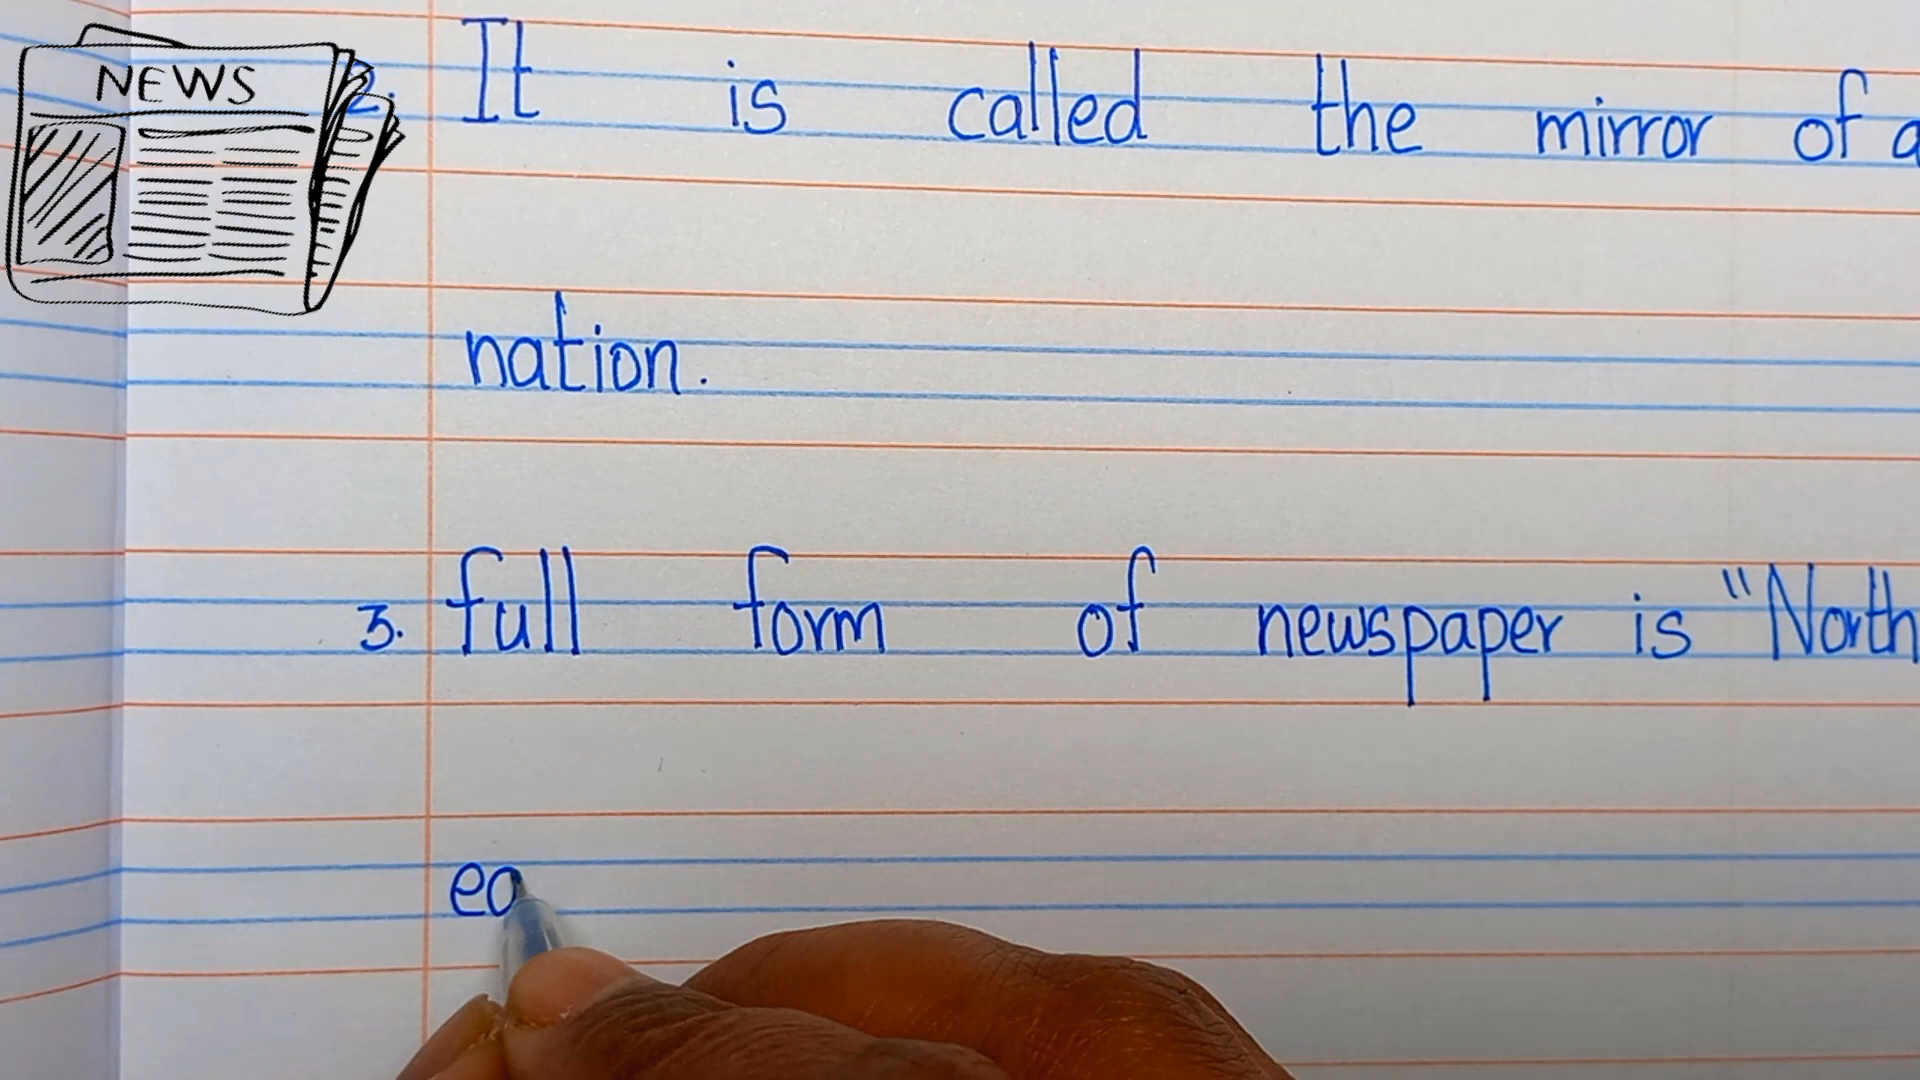 NEWS
2. It is called the mirror of a
nation.
3. full form of newspaper is "North
ea